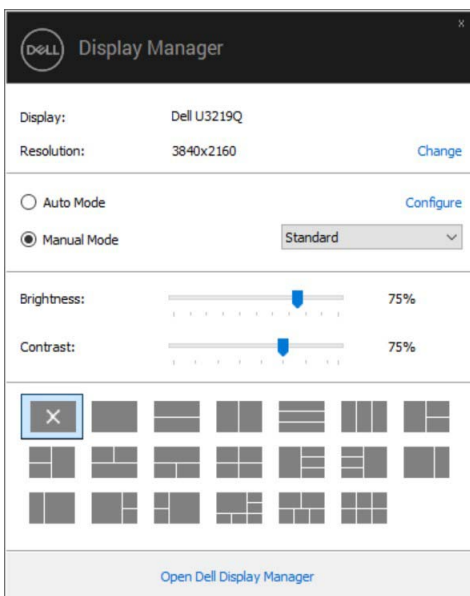 x
DELL Display Manager
Display: Dell U3219Q
Resolution: 3840x2160 Change
Auto Mode Configure
Manual Mode Standard
Brightness: 75%
Contrast: 75%
Open Dell Display Manager